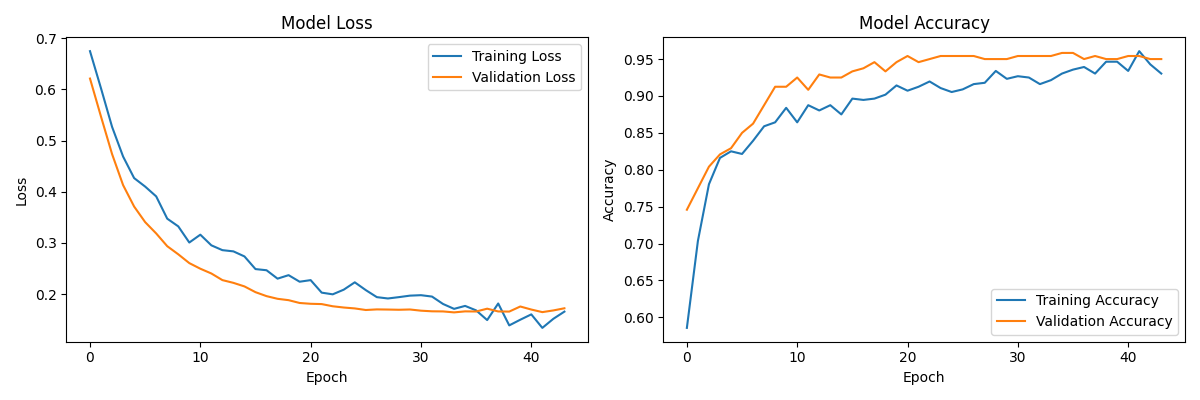 Model Loss
0.7
0.6
0.5
0.4
0.3
0.2
Loss
0
10
20
30
40
Epoch
Training Loss
Validation Loss
Model Accuracy
0.95
0.90
0.85
0.80
0.75
0.70
0.65
0.60
Accuracy
0
10
20
30
40
Epoch
Training Accuracy
Validation Accuracy